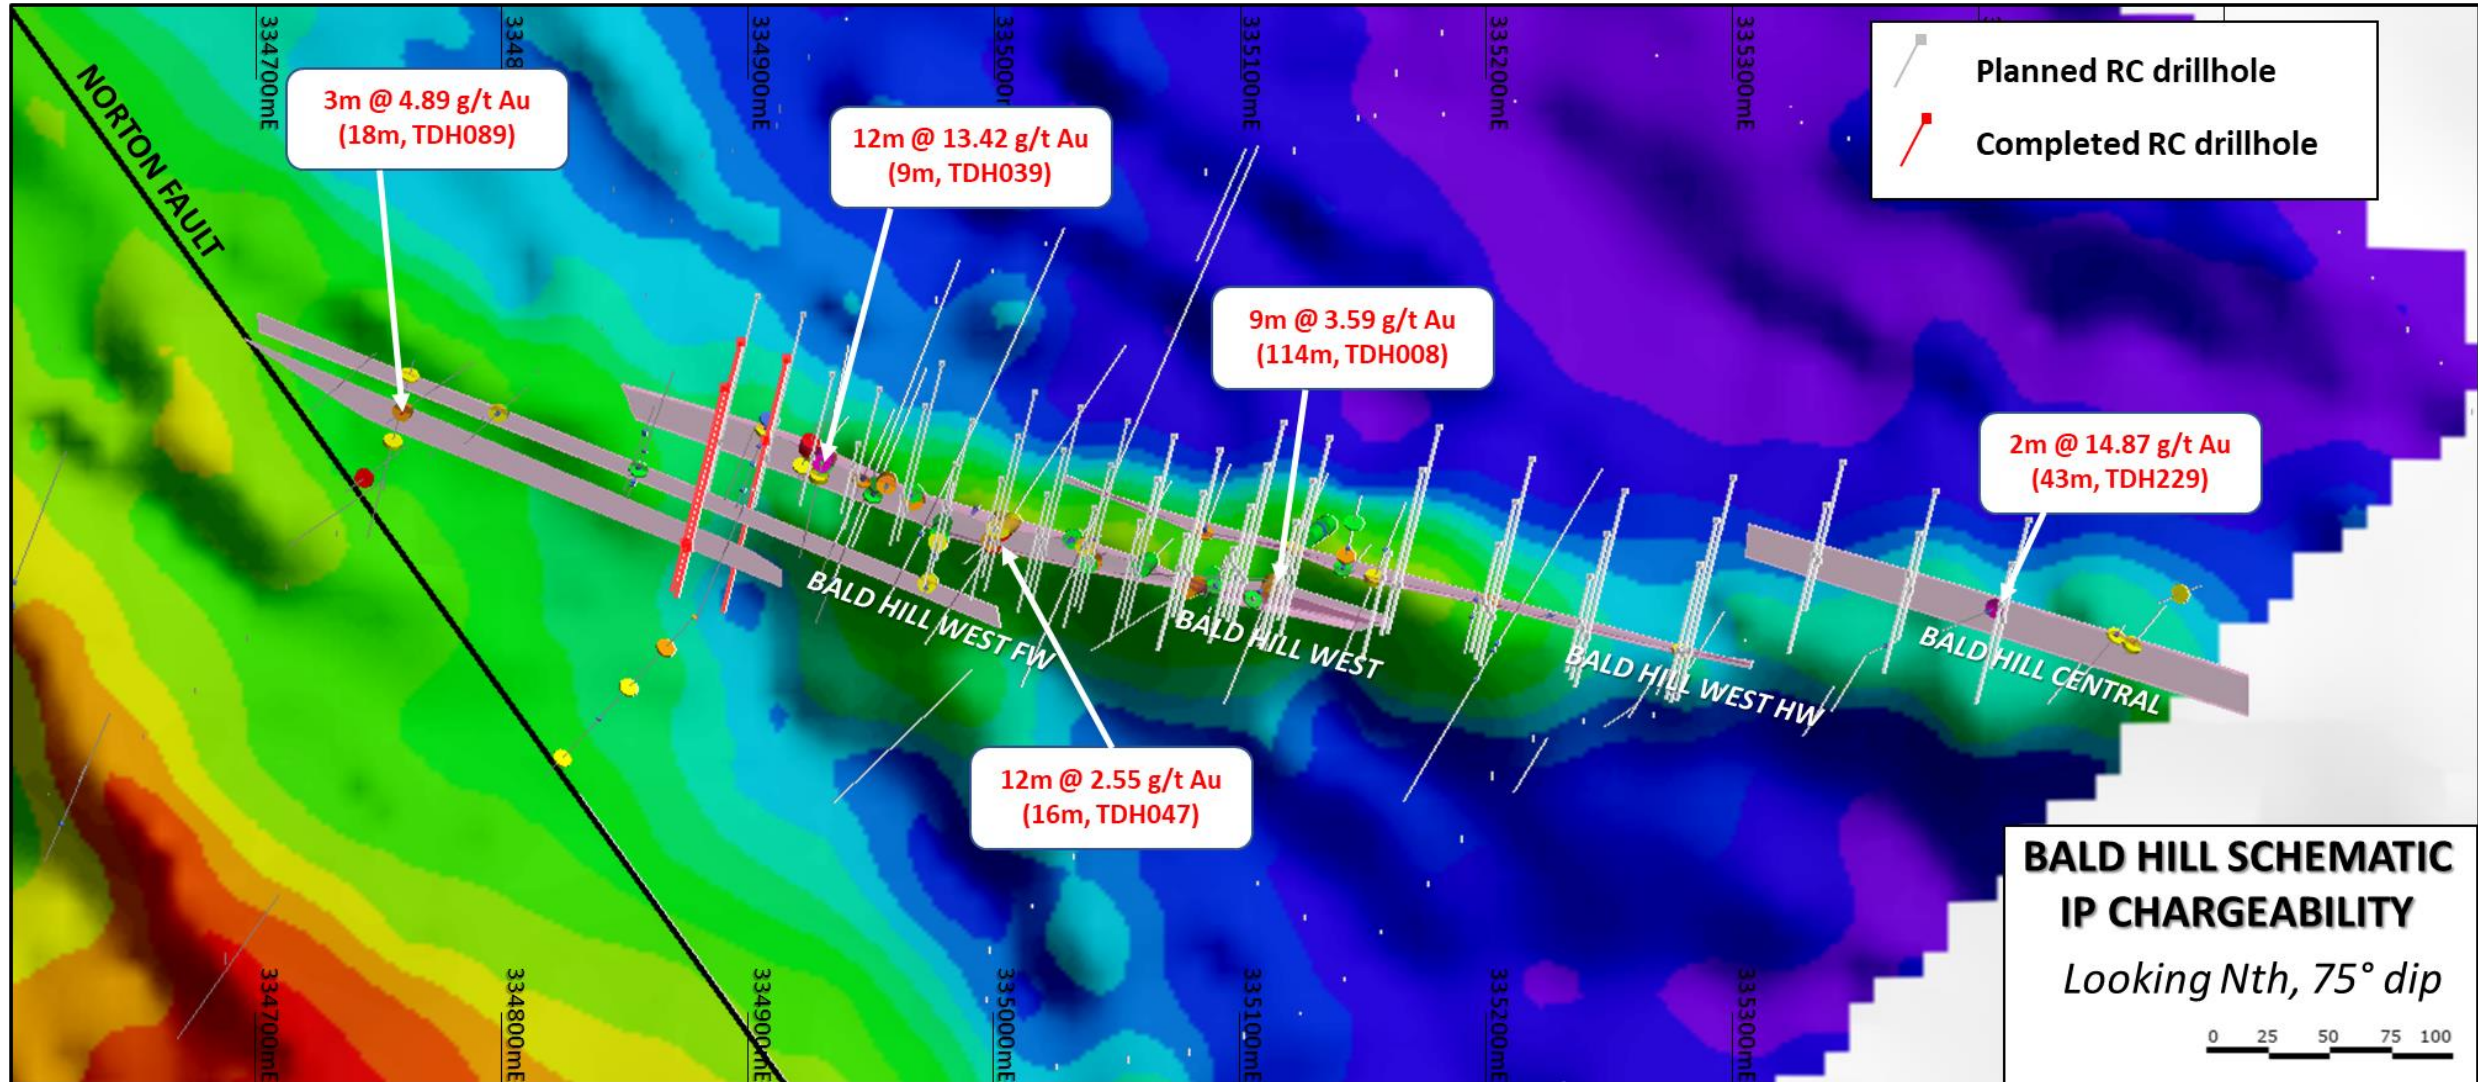 334700mE
3348
334900mE
335000m
335100mE
335200mE
335300mE
Planned RC drillhole
Completed RC drillhole
NORTON FAULT
3m @ 4.89 g/t Au
(18m, TDH089)
12m @ 13.42 g/t Au
(9m, TDH039)
9m @ 3.59 g/t Au
(114m, TDH008)
2m @ 14.87 g/t Au
(43m, TDH229)
BALD HILL WEST FW
BALD HILL WEST
BALD HILL WEST HW
BALD HILL CENTRAL
12m @ 2.55 g/t Au
(16m, TDH047)
334700mE
334800mE
334900mE
335000mE
335100mE
335200mE
335300mE
BALD HILL SCHEMATIC
IP CHARGEABILITY
Looking Nth, 75° dip
0 25 50 75 100